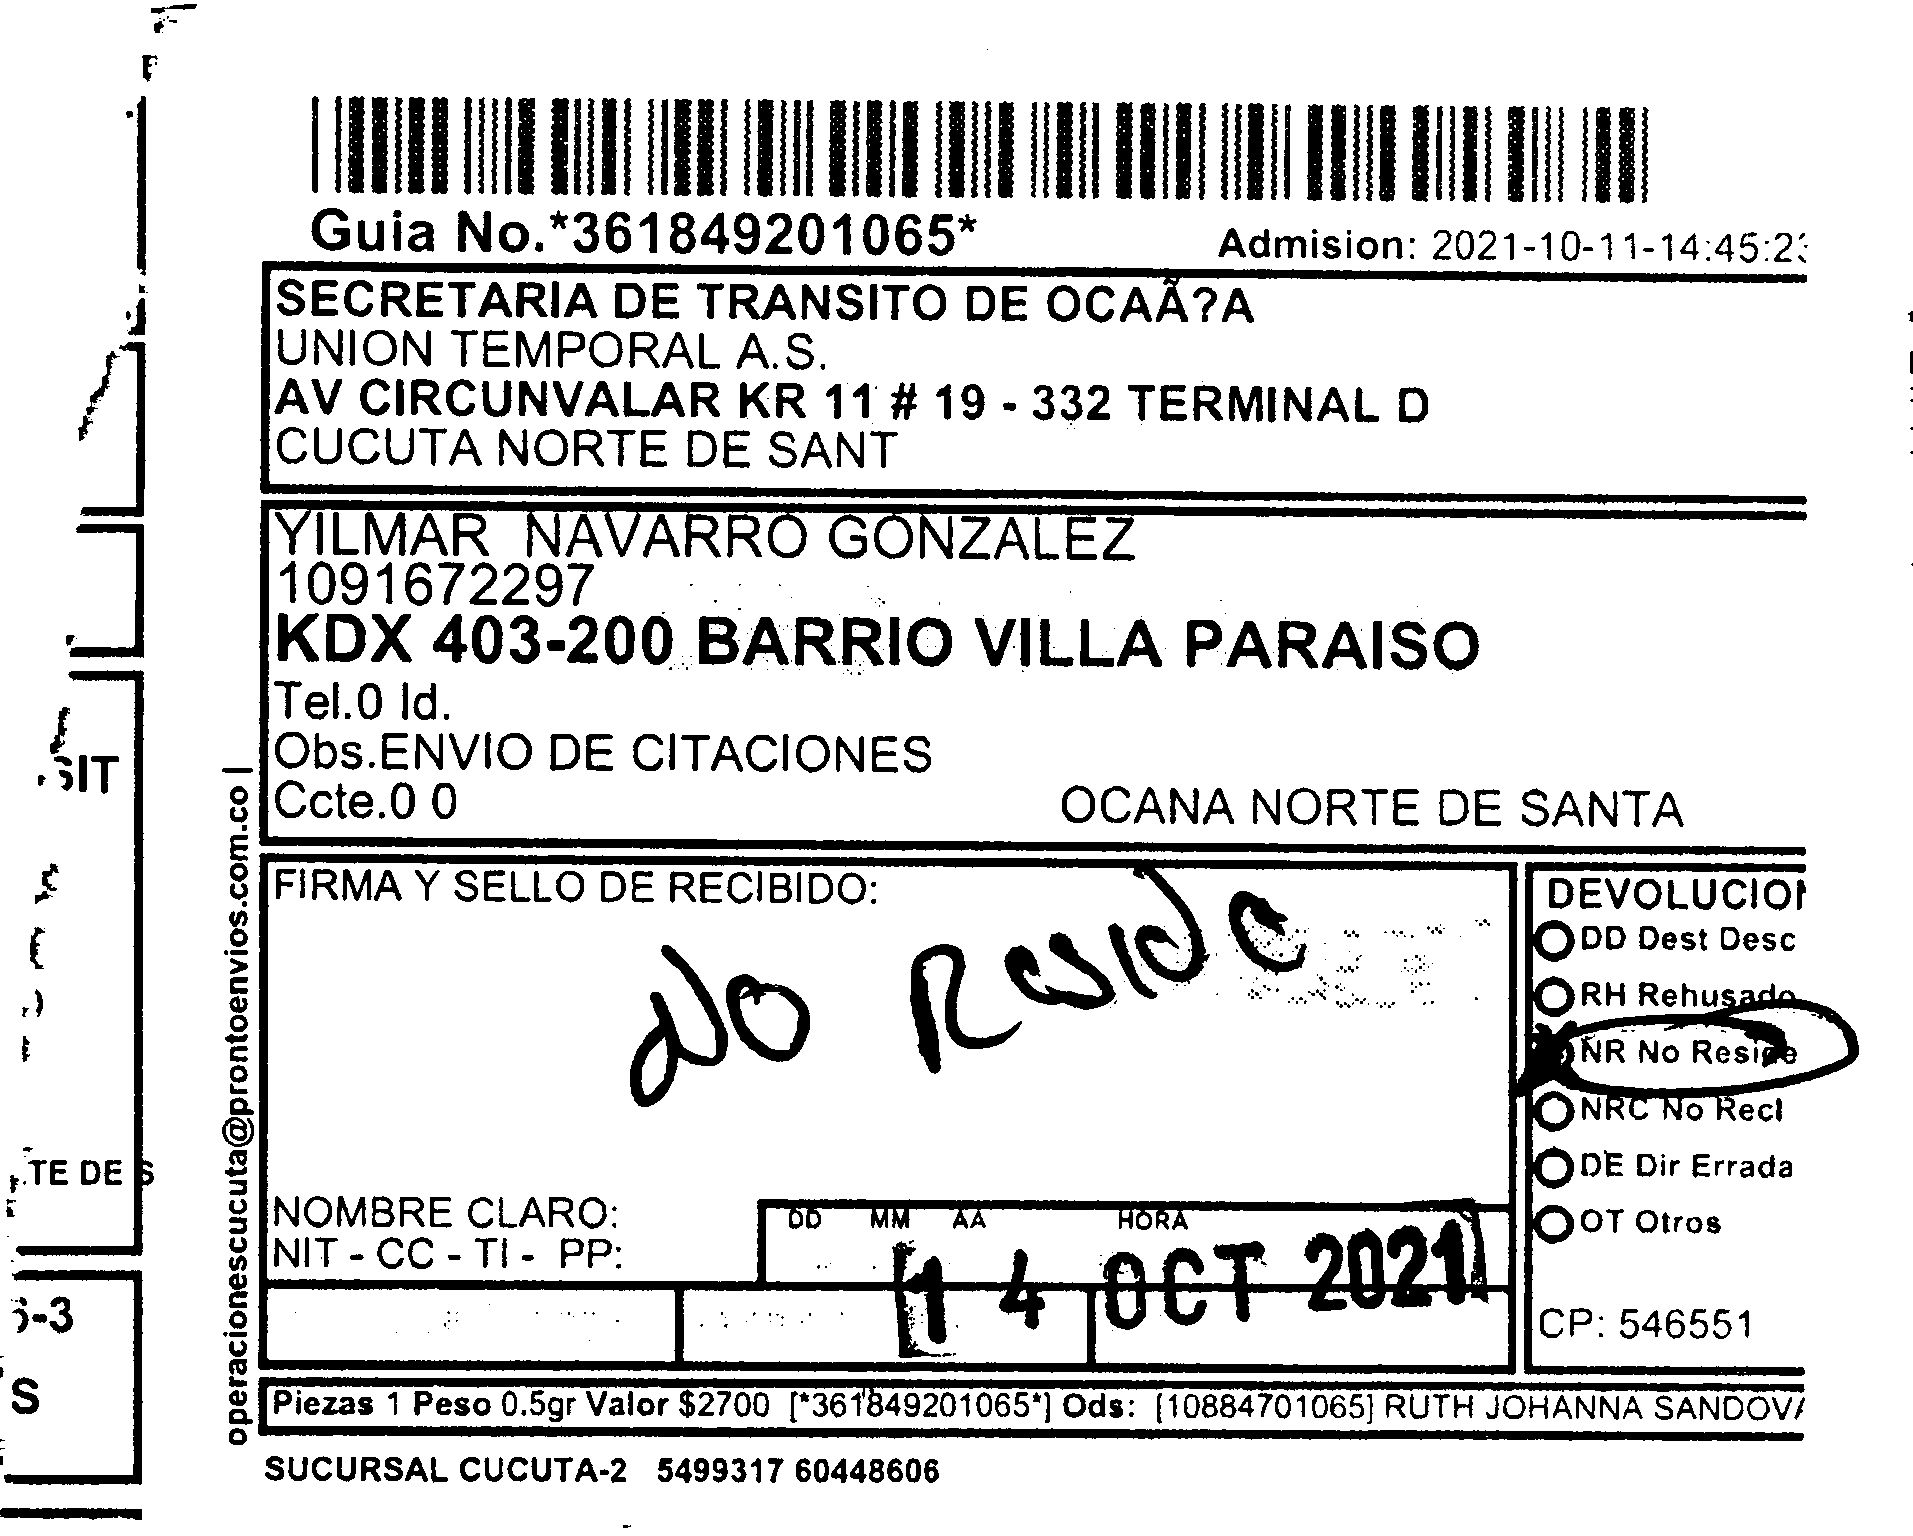 Guia No.*361849201065*
Admision: 2021-10-11-14:45:23
SECRETARIA DE TRANSITO DE OCAÃ?A
UNION TEMPORAL A.S.
AV CIRCUNVALAR KR 11 # 19 - 332 TERMINAL D
CUCUTA NORTE DE SANT
YILMAR NAVARRO GONZALEZ
1091672297
KDX 403-200 BARRIO VILLA PARAISO
Tel.0 Id.
Obs.ENVIO DE CITACIONES
Ccte.0 0
OCANA NORTE DE SANTA
FIRMA Y SELLO DE RECIBIDO:
No Reside
NOMBRE CLARO:
NIT - CC - TI - PP:
DD MM AA HORA
14 OCT 2021
DEVOLUCION
DD Dest Desc
RH Rehusado
NR No Reside
NRC No Recl
DE Dir Errada
OT Otros
CP: 546551
Piezas 1 Peso 0.5gr Valor $2700 [*361849201065*] Ods: [10884701065] RUTH JOHANNA SANDOVA
SUCURSAL CUCUTA-2 5499317 60448606
operacionescucuta@prontoenvios.com.co |
SIT
TE DE S
-3
S